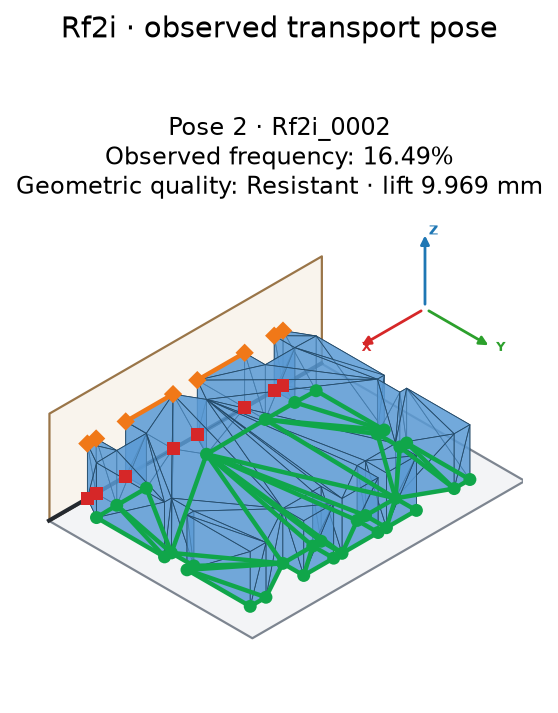 Rf2i · observed transport pose
Pose 2 · Rf2i_0002
Observed frequency: 16.49%
Geometric quality: Resistant · lift 9.969 mm
Z
X
Y